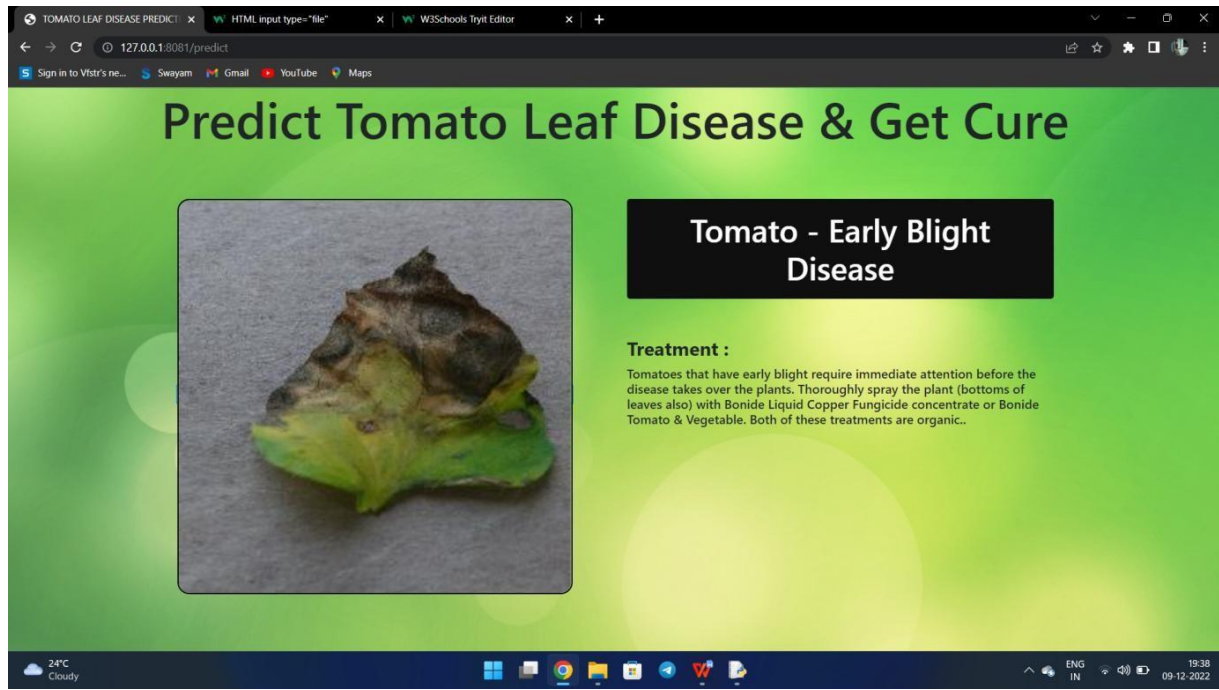 TOMATO LEAF DISEASE PREDICTI
HTML input type="file"
W3Schools Tryit Editor
127.0.0.1:8081/predict
Sign in to Vfstr's ne...
Swayam
Gmail
YouTube
Maps
Predict Tomato Leaf Disease & Get Cure
Tomato - Early Blight
Disease
Treatment :
Tomatoes that have early blight require immediate attention before the
disease takes over the plants. Thoroughly spray the plant (bottoms of
leaves also) with Bonide Liquid Copper Fungicide concentrate or Bonide
Tomato & Vegetable. Both of these treatments are organic..
24°C
Cloudy
ENG
IN
19:38
09-12-2022